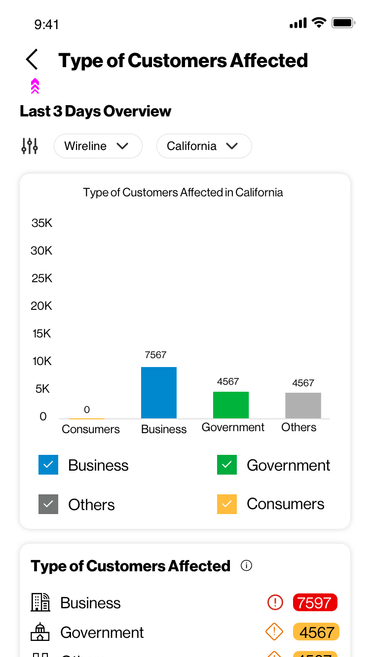 9:41
Type of Customers Affected
Last 3 Days Overview
Wireline
California
Type of Customers Affected in California
35K
30K
25K
20K
15K
10K
5K
0
0
7567
4567
4567
Consumers
Business
Government
Others
Business
Government
Others
Consumers
Type of Customers Affected
Business
7597
Government
4567